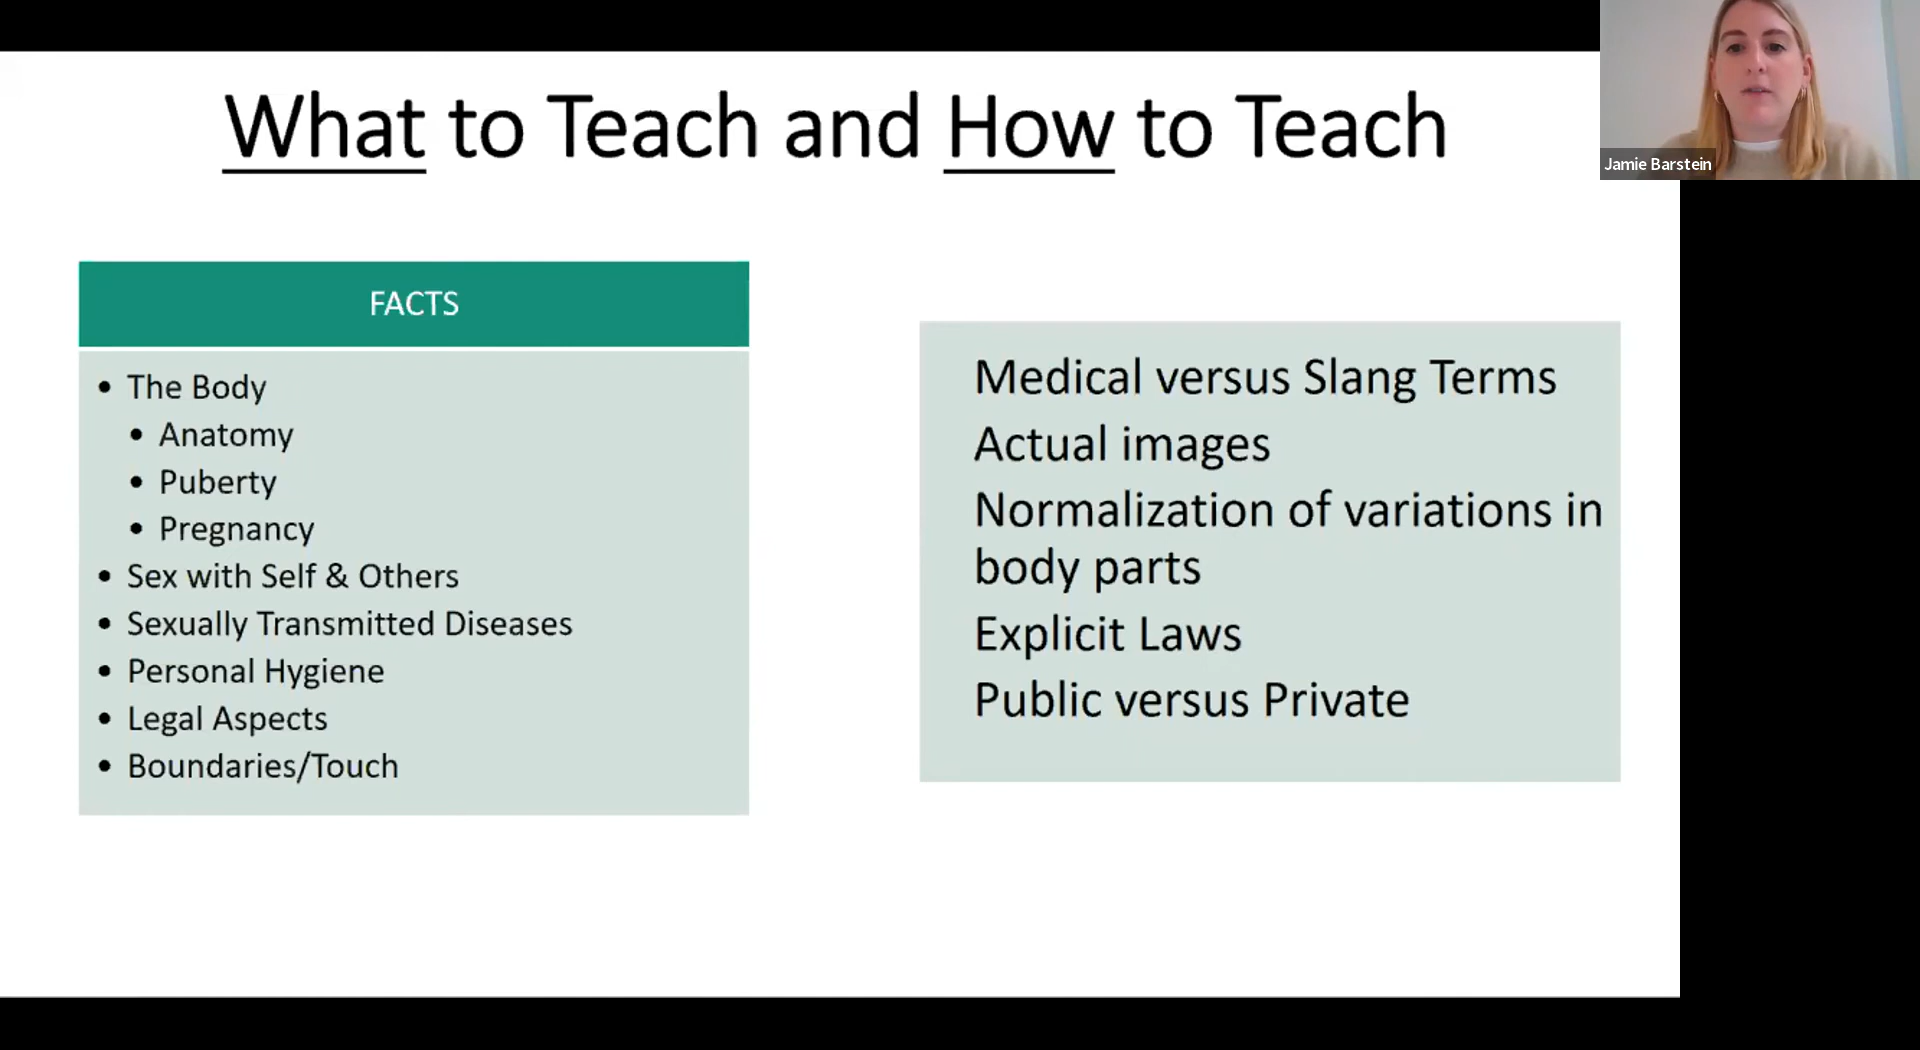 What to Teach and How to Teach
Jamie Barstein
FACTS
• The Body
• Anatomy
• Puberty
• Pregnancy
• Sex with Self & Others
• Sexually Transmitted Diseases
• Personal Hygiene
• Legal Aspects
• Boundaries/Touch
Medical versus Slang Terms
Actual images
Normalization of variations in
body parts
Explicit Laws
Public versus Private